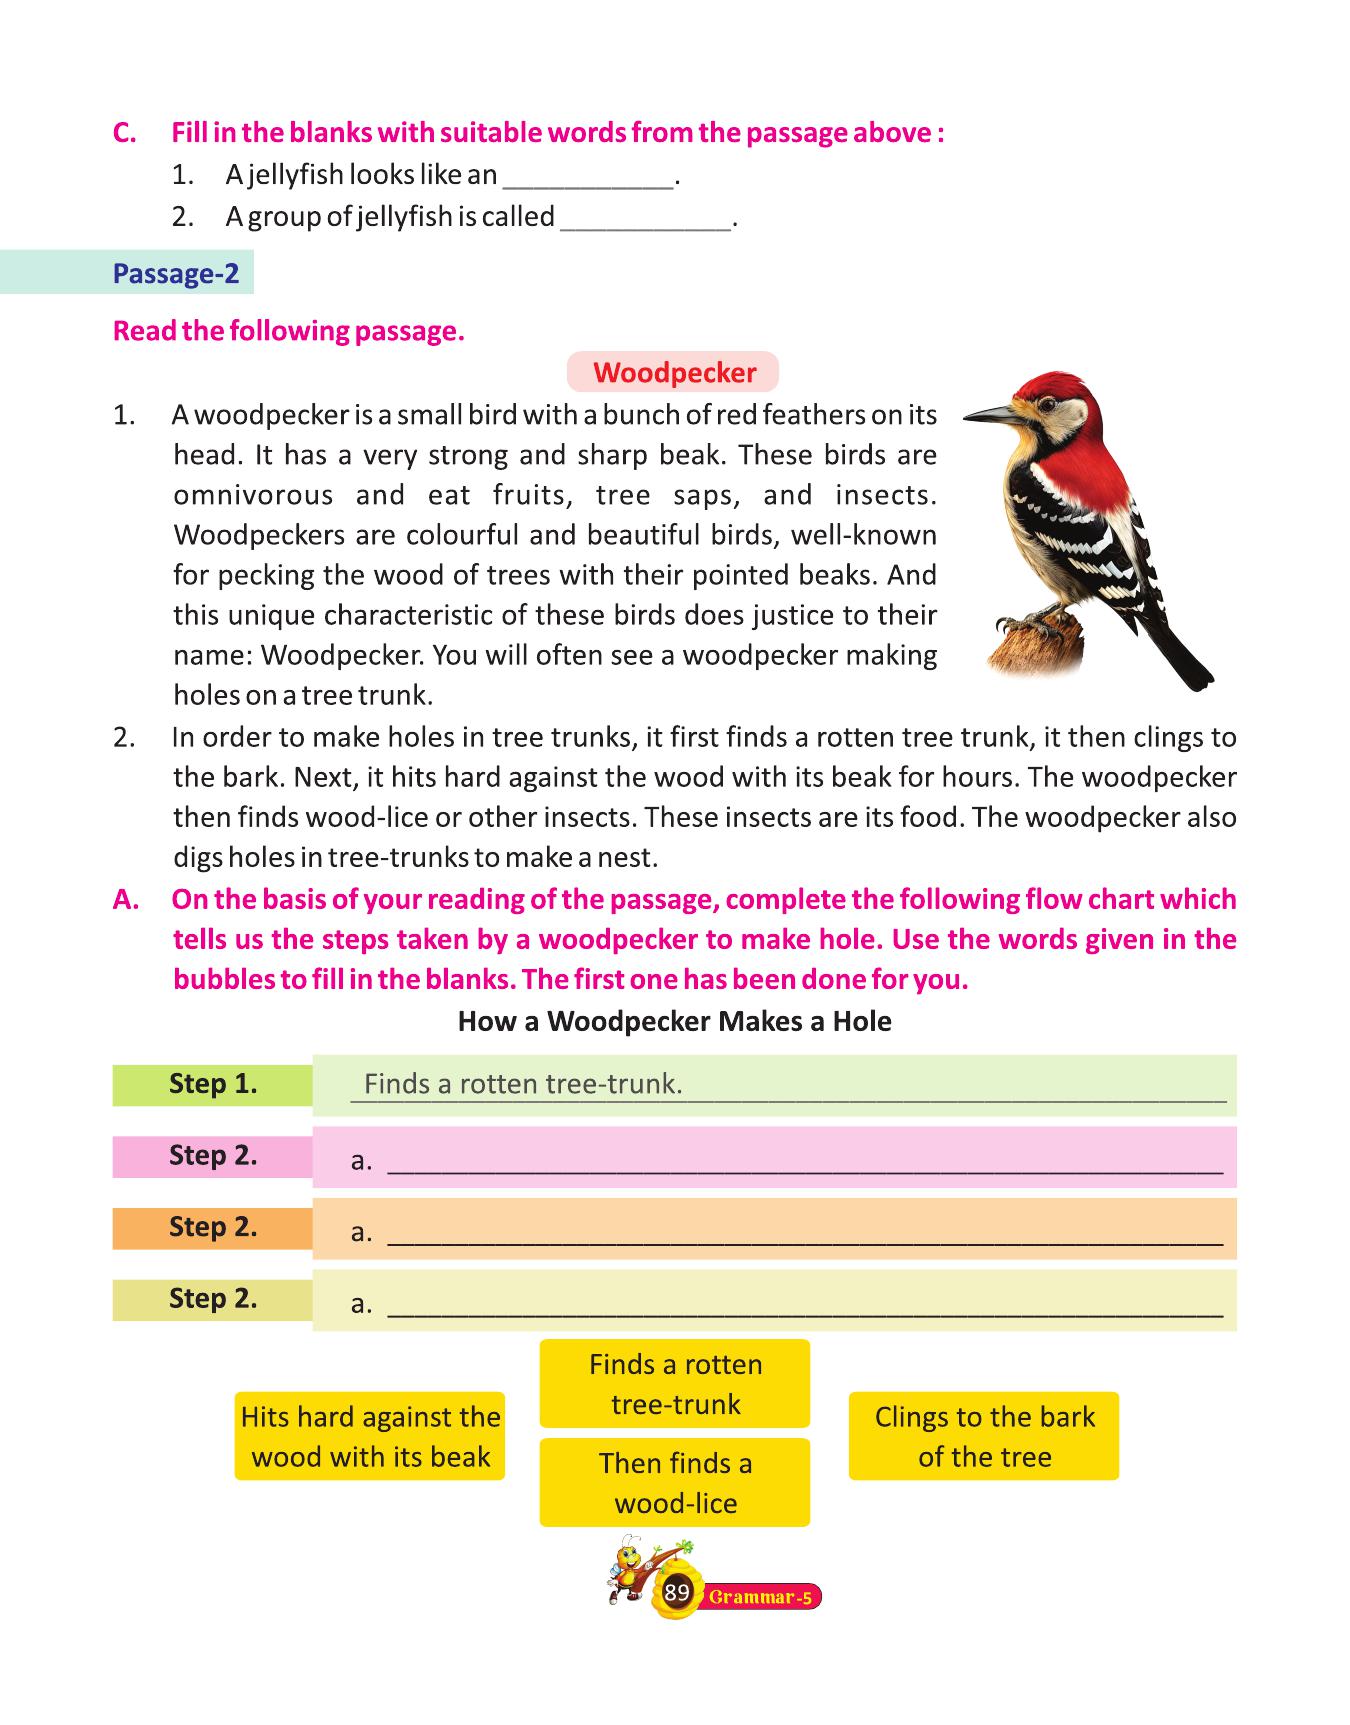 C. Fill in the blanks with suitable words from the passage above :
1. A jellyfish looks like an ___________.
2. A group of jellyfish is called ___________.
Passage-2
Read the following passage.
Woodpecker
1. A woodpecker is a small bird with a bunch of red feathers on its
head. It has a very strong and sharp beak. These birds are
omnivorous and eat fruits, tree saps, and insects.
Woodpeckers are colourful and beautiful birds, well-known
for pecking the wood of trees with their pointed beaks. And
this unique characteristic of these birds does justice to their
name: Woodpecker. You will often see a woodpecker making
holes on a tree trunk.
2. In order to make holes in tree trunks, it first finds a rotten tree trunk, it then clings to
the bark. Next, it hits hard against the wood with its beak for hours. The woodpecker
then finds wood-lice or other insects. These insects are its food. The woodpecker also
digs holes in tree-trunks to make a nest.
A. On the basis of your reading of the passage, complete the following flow chart which
tells us the steps taken by a woodpecker to make hole. Use the words given in the
bubbles to fill in the blanks. The first one has been done for you.
How a Woodpecker Makes a Hole
Step 1. Finds a rotten tree-trunk.
Step 2. a. ___________
Step 2. a. ___________
Step 2. a. ___________
Finds a rotten
tree-trunk
Hits hard against the
wood with its beak
Clings to the bark
of the tree
Then finds a
wood-lice
89 Grammar-5